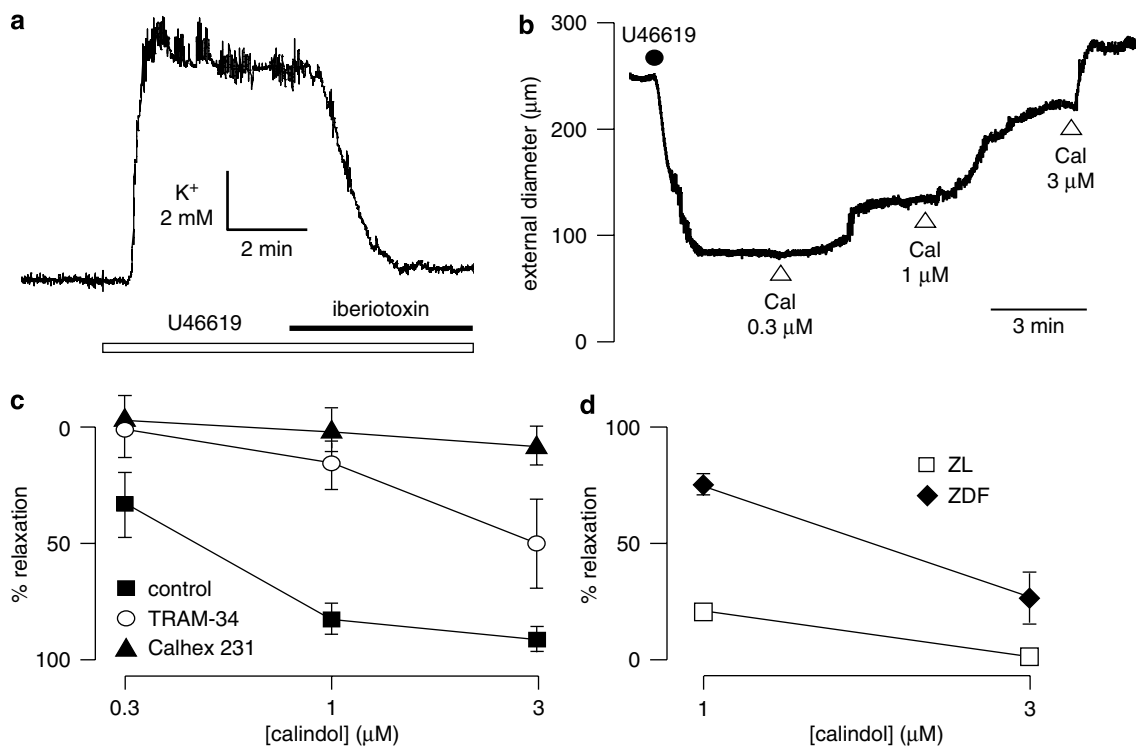 a
K+
2 mM
2 min
U46619
iberiotoxin
b
300
200
100
0
external diameter (μm)
U46619
Cal
0.3 μM
Cal
1 μM
Cal
3 μM
3 min
c
0
50
100
% relaxation
control
TRAM-34
Calhex 231
0.3
1
3
[calindol] (μM)
d
100
50
0
% relaxation
ZL
ZDF
1
3
[calindol] (μM)